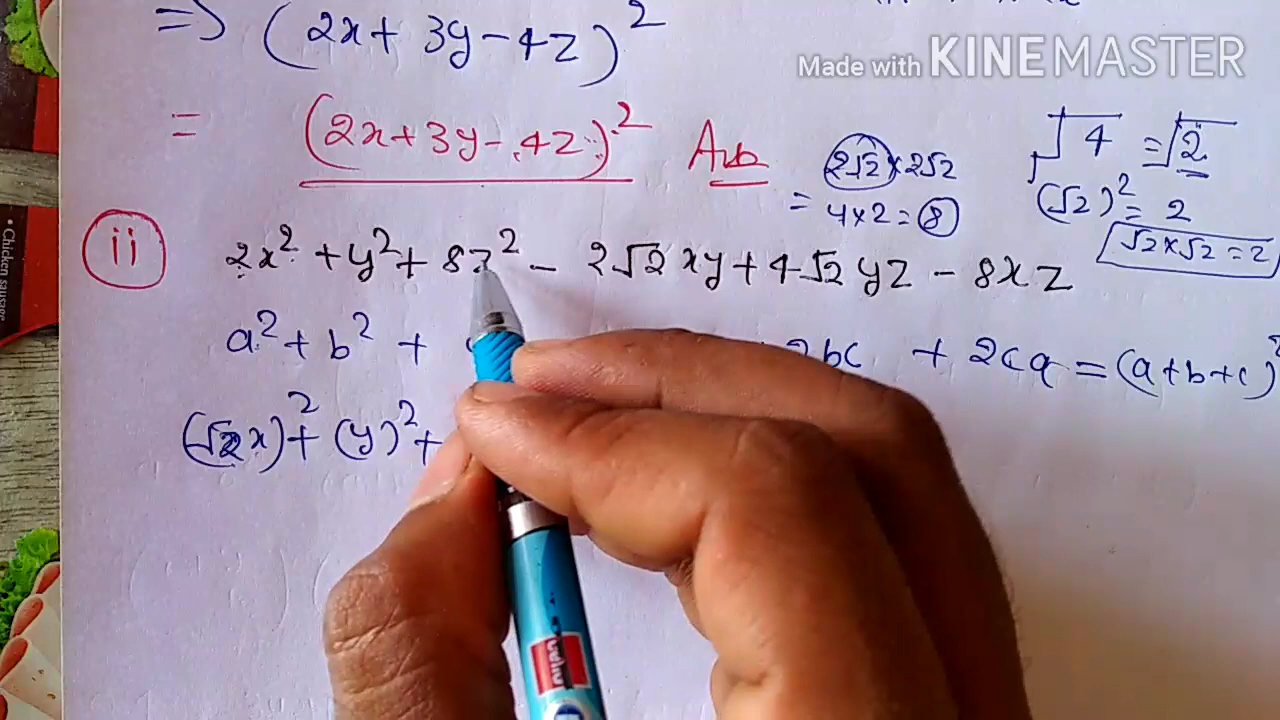 => (2x + 3y - 4z)²
Made with KINEMASTER
= (2x + 3y - 4z)² Ans
2√2 × 2√2
= 4 × 2 = 8
√4 = √2
(√2)² = 2
√2 × √2 = 2
ii 2x² + y² + 8z² - 2√2 xy + 4√2 yz - 8xz
a² + b² + 2bc + 2ca = (a + b + c)²
(√2x)² + (y)² +
• Chicken sausage